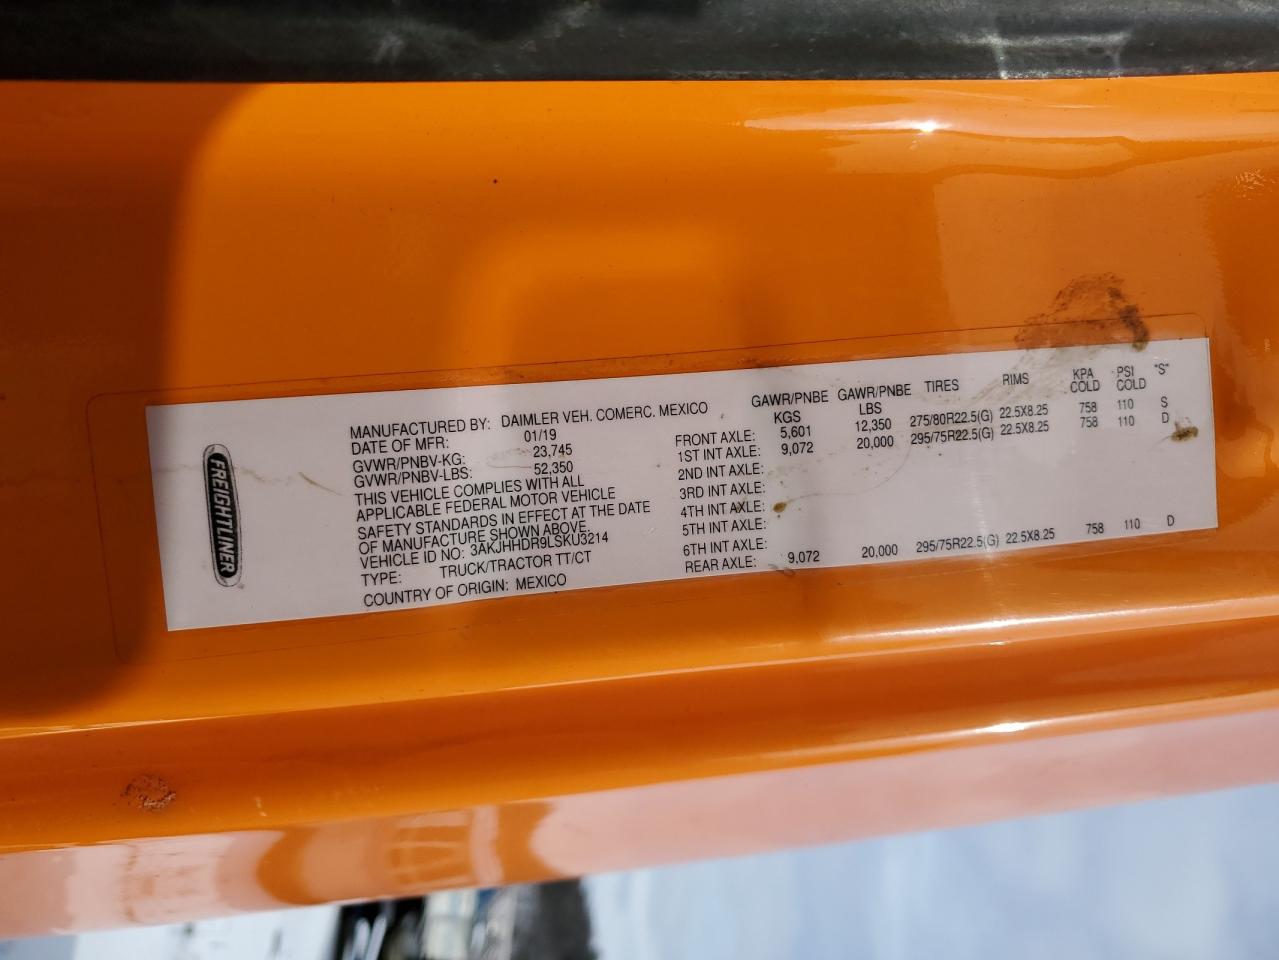 FREIGHTLINER
MANUFACTURED BY: DAIMLER VEH. COMERC. MEXICO
DATE OF MFR: 01/19
GVWR/PNBV-KG: 23,745
GVWR/PNBV-LBS: 52,350
THIS VEHICLE COMPLIES WITH ALL
APPLICABLE FEDERAL MOTOR VEHICLE
SAFETY STANDARDS IN EFFECT AT THE DATE
OF MANUFACTURE SHOWN ABOVE.
VEHICLE ID NO: 3AKJHHDR9LSKU3214
TYPE: TRUCK/TRACTOR TT/CT
COUNTRY OF ORIGIN: MEXICO
GAWR/PNBE KGS GAWR/PNBE LBS TIRES RIMS KPA COLD PSI COLD "S"
FRONT AXLE: 5,601 12,350 275/80R22.5(G) 22.5X8.25 758 110 S
1ST INT AXLE: 9,072 20,000 295/75R22.5(G) 22.5X8.25 758 110 D
2ND INT AXLE:
3RD INT AXLE:
4TH INT AXLE:
5TH INT AXLE:
6TH INT AXLE:
REAR AXLE: 9,072 20,000 295/75R22.5(G) 22.5X8.25 758 110 D